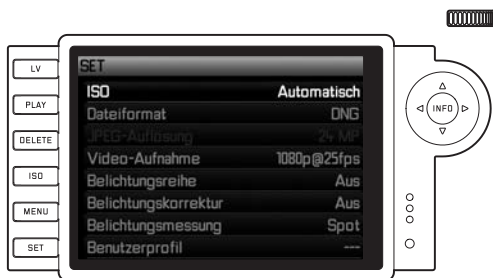 LV
PLAY
DELETE
ISO
MENU
SET
SET
ISO Automatisch
Dateiformat DNG
JPEG-Auflösung 24 MP
Video-Aufnahme 1080p@25fps
Belichtungsreihe Aus
Belichtungskorrektur Aus
Belichtungsmessung Spot
Benutzerprofil ---
INFO